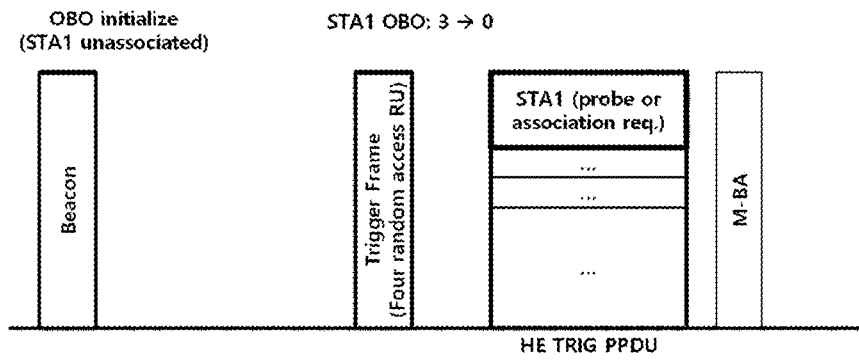 OBO initialize
(STA1 unassociated)
STA1 OBO: 3 → 0
Beacon
Trigger Frame
(Four random access RU)
STA1 (probe or
association req.)
...
...
...
M-BA
HE TRIG PPDU